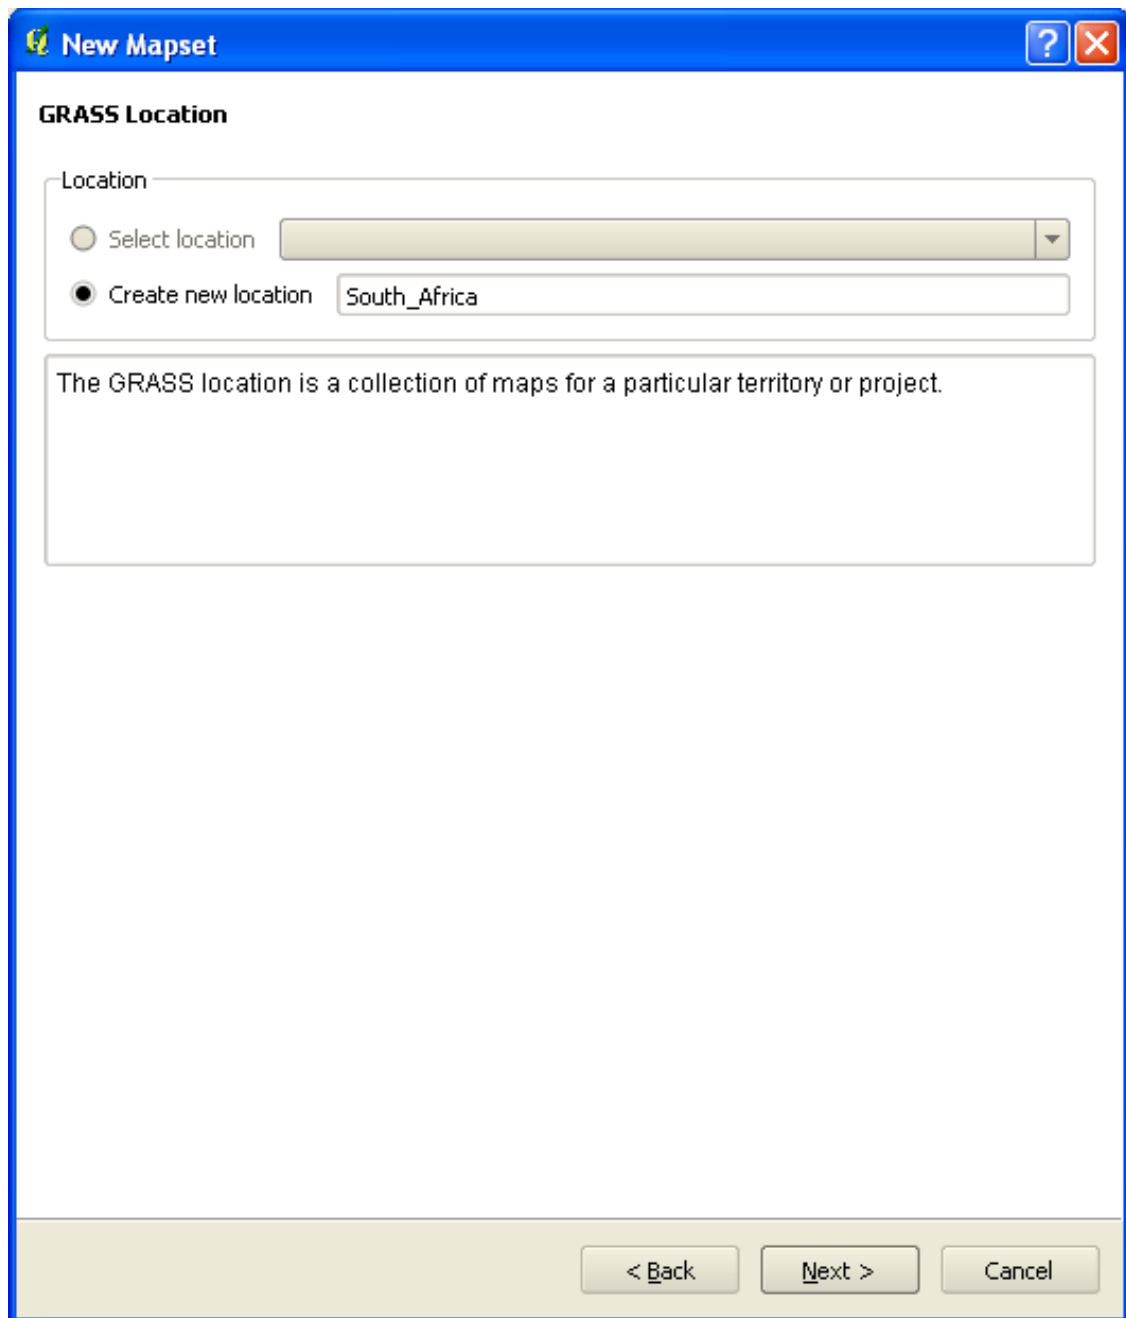 New Mapset
GRASS Location
Location
Select location
Create new location South_Africa
The GRASS location is a collection of maps for a particular territory or project.
< Back Next > Cancel